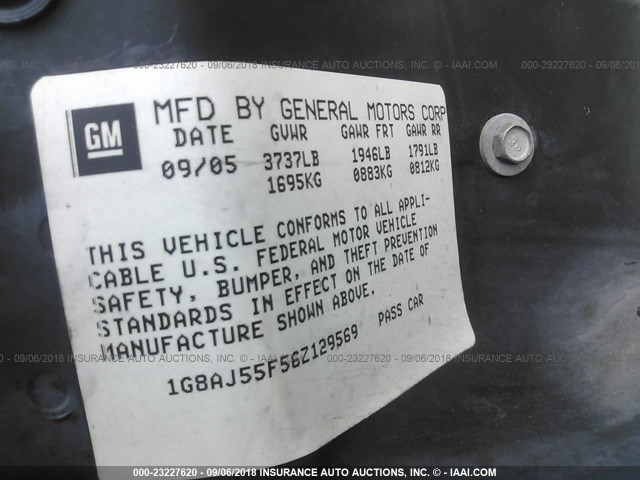 000-23227620 - 09/06/2018 INSURANCE AUTO AUCTIONS, INC. - © - IAAI.COM
000-23227620 - 09/06/2018
MFD BY GENERAL MOTORS CORP
GM
DATE GVWR GAWR FRT GAWR RR
09/05 3737LB 1946LB 1791LB
1695KG 0883KG 0812KG
THIS VEHICLE CONFORMS TO ALL APPLI-
CABLE U.S. FEDERAL MOTOR VEHICLE
SAFETY, BUMPER, AND THEFT PREVENTION
STANDARDS IN EFFECT ON THE DATE OF
MANUFACTURE SHOWN ABOVE.
1G8AJ55F56Z129569 PASS CAR
000-23227620 - 09/06/2018 INSURANCE AUTO AUCTIONS, INC. - © - IAAI.COM